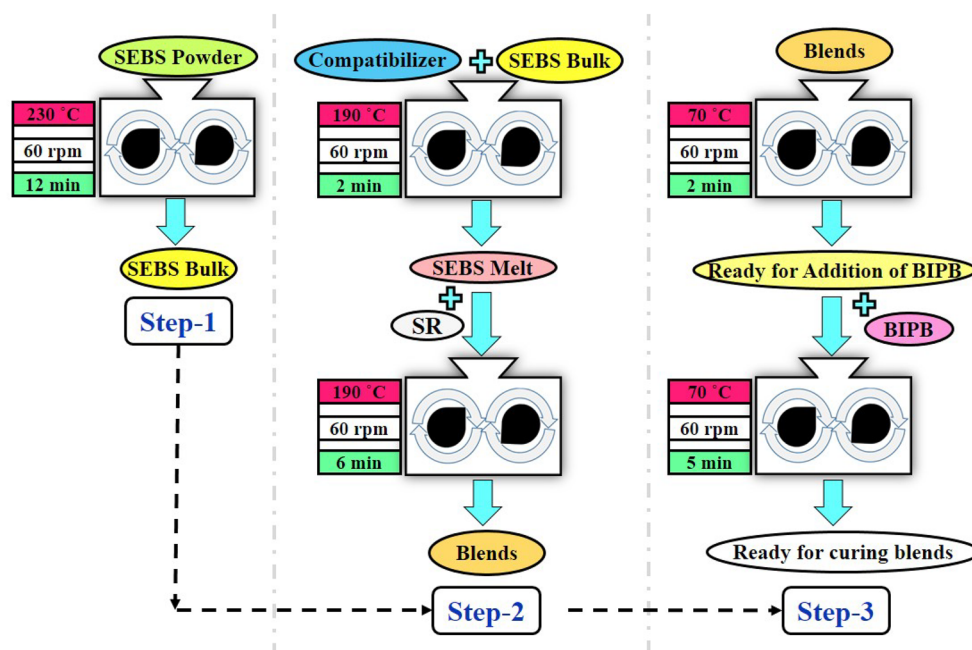 SEBS Powder
230 ˚C
60 rpm
12 min
SEBS Bulk
Step-1
Compatibilizer
SEBS Bulk
190 ˚C
60 rpm
2 min
SEBS Melt
SR
190 ˚C
60 rpm
6 min
Blends
Step-2
Blends
70 ˚C
60 rpm
2 min
Ready for Addition of BIPB
BIPB
70 ˚C
60 rpm
5 min
Ready for curing blends
Step-3